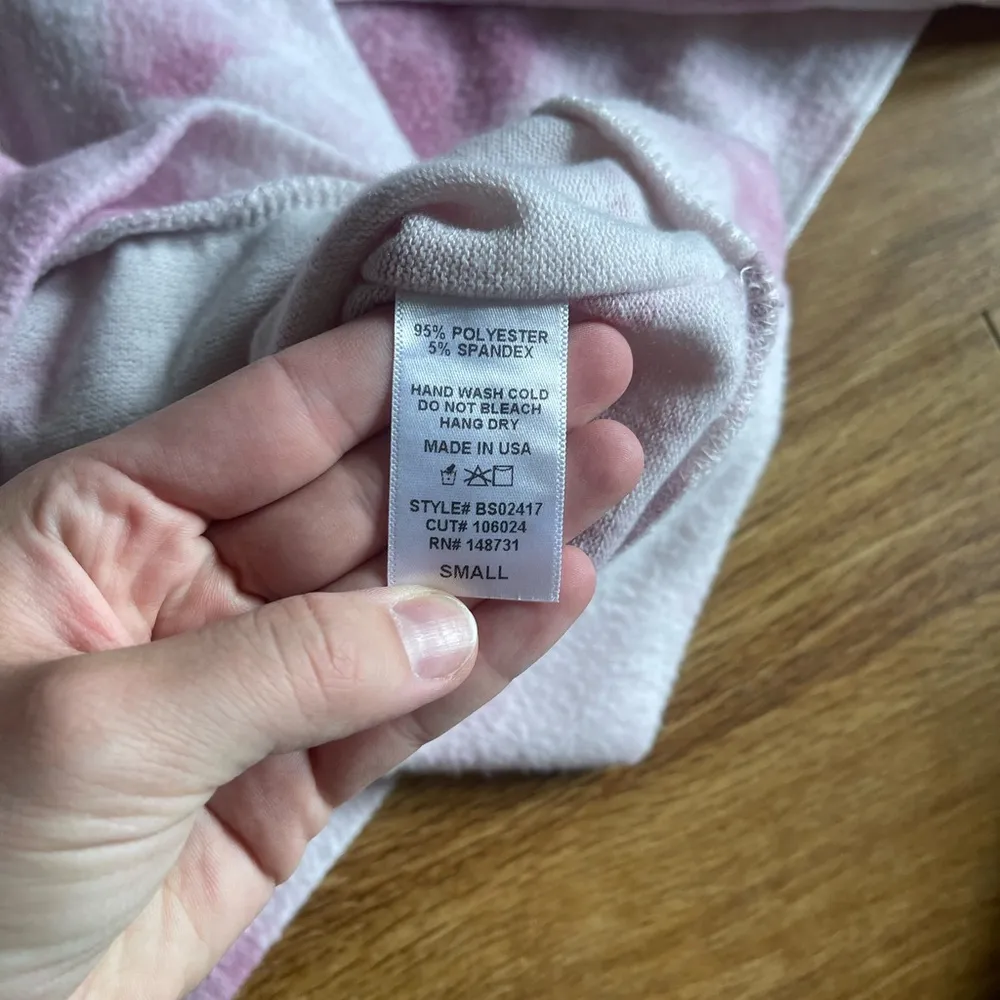 95% POLYESTER
5% SPANDEX
HAND WASH COLD
DO NOT BLEACH
HANG DRY
MADE IN USA
STYLE# BS02417
CUT# 106024
RN# 148731
SMALL